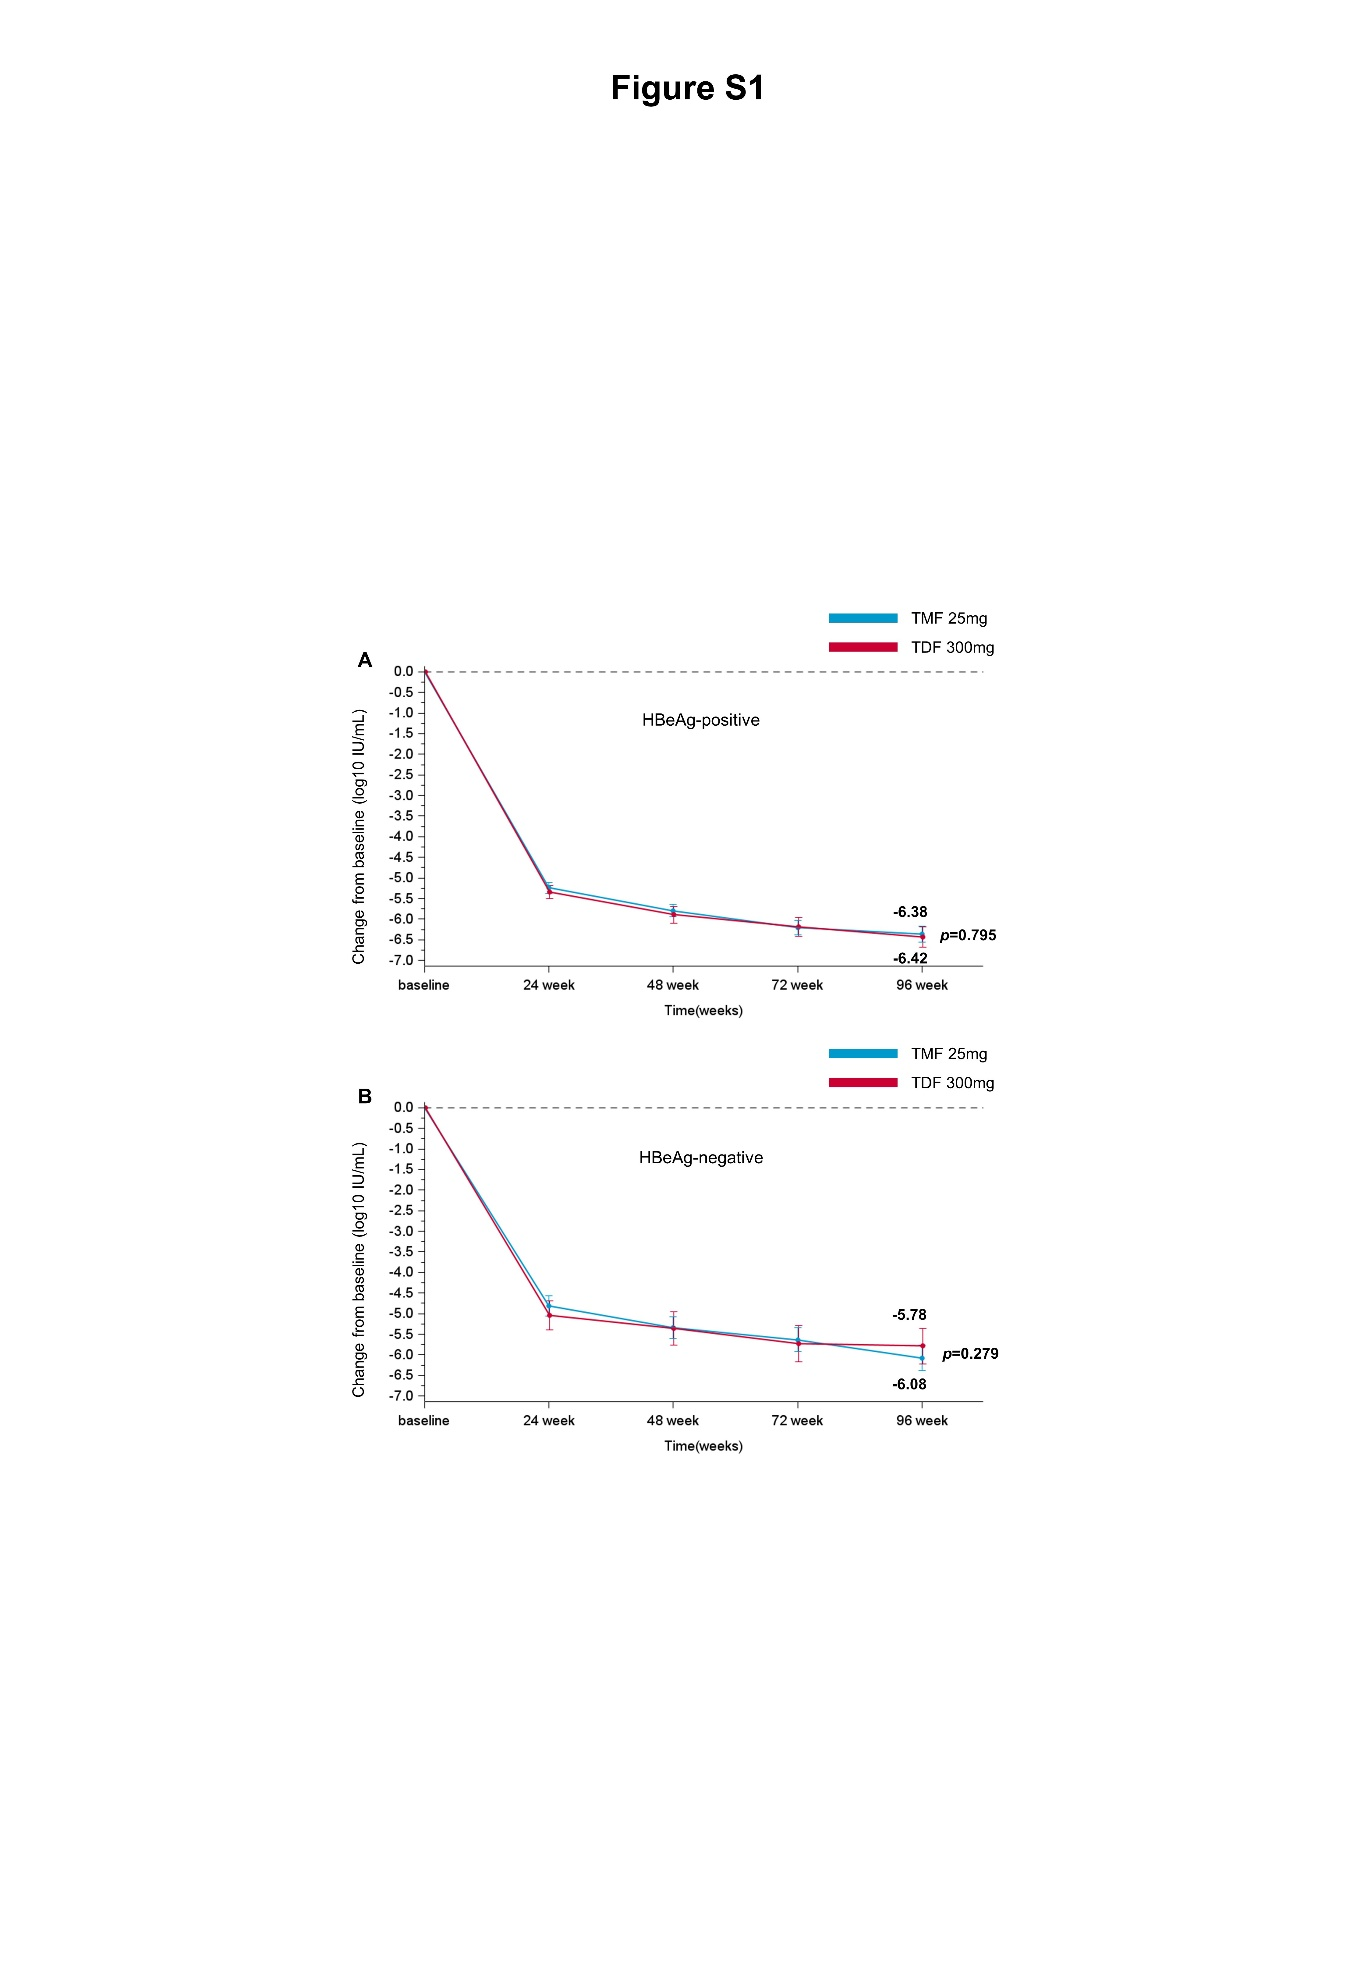 Figure S1
TMF 25mg
TDF 300mg
A
0.0
-0.5
-1.0
-1.5
-2.0
-2.5
-3.0
-3.5
-4.0
-4.5
-5.0
-5.5
-6.0
-6.5
-7.0
Change from baseline (log10 IU/mL)
HBeAg-positive
-6.38
p=0.795
-6.42
baseline 24 week 48 week 72 week 96 week
Time(weeks)
TMF 25mg
TDF 300mg
B
0.0
-0.5
-1.0
-1.5
-2.0
-2.5
-3.0
-3.5
-4.0
-4.5
-5.0
-5.5
-6.0
-6.5
-7.0
Change from baseline (log10 IU/mL)
HBeAg-negative
-5.78
p=0.279
-6.08
baseline 24 week 48 week 72 week 96 week
Time(weeks)